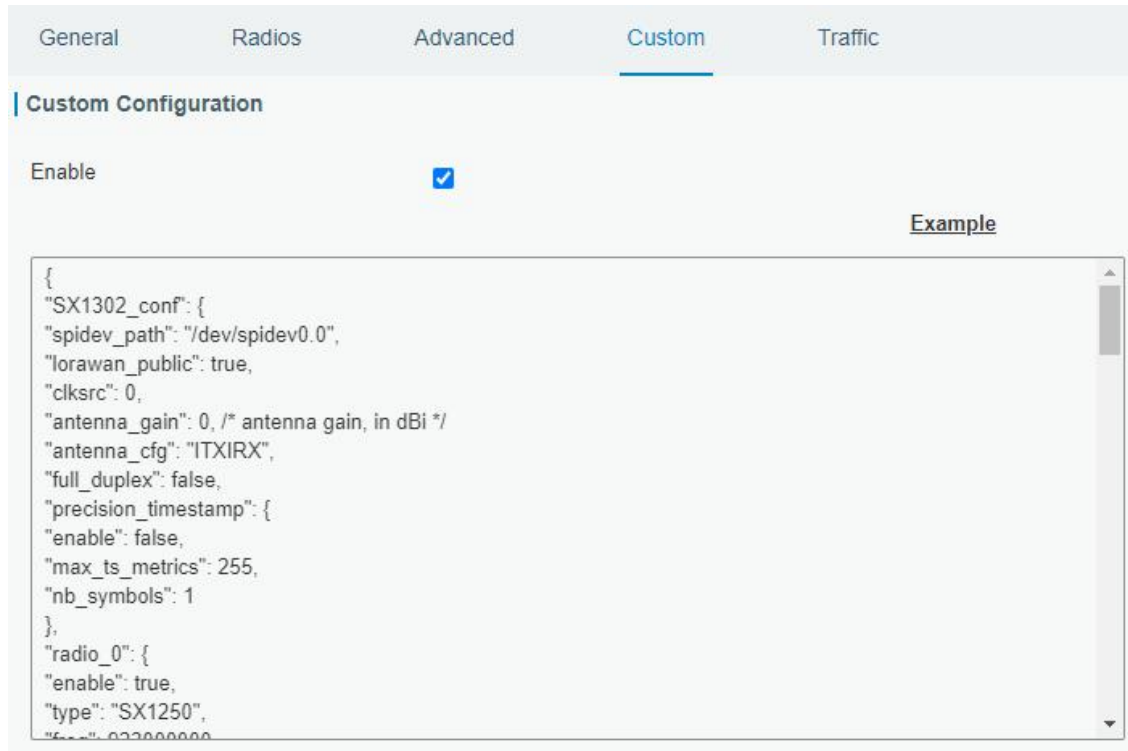 General Radios Advanced Custom Traffic
Custom Configuration
Enable
Example
{
"SX1302_conf": {
"spidev_path": "/dev/spidev0.0",
"lorawan_public": true,
"clksrc": 0,
"antenna_gain": 0, /* antenna gain, in dBi */
"antenna_cfg": "ITXIRX",
"full_duplex": false,
"precision_timestamp": {
"enable": false,
"max_ts_metrics": 255,
"nb_symbols": 1
},
"radio_0": {
"enable": true,
"type": "SX1250",